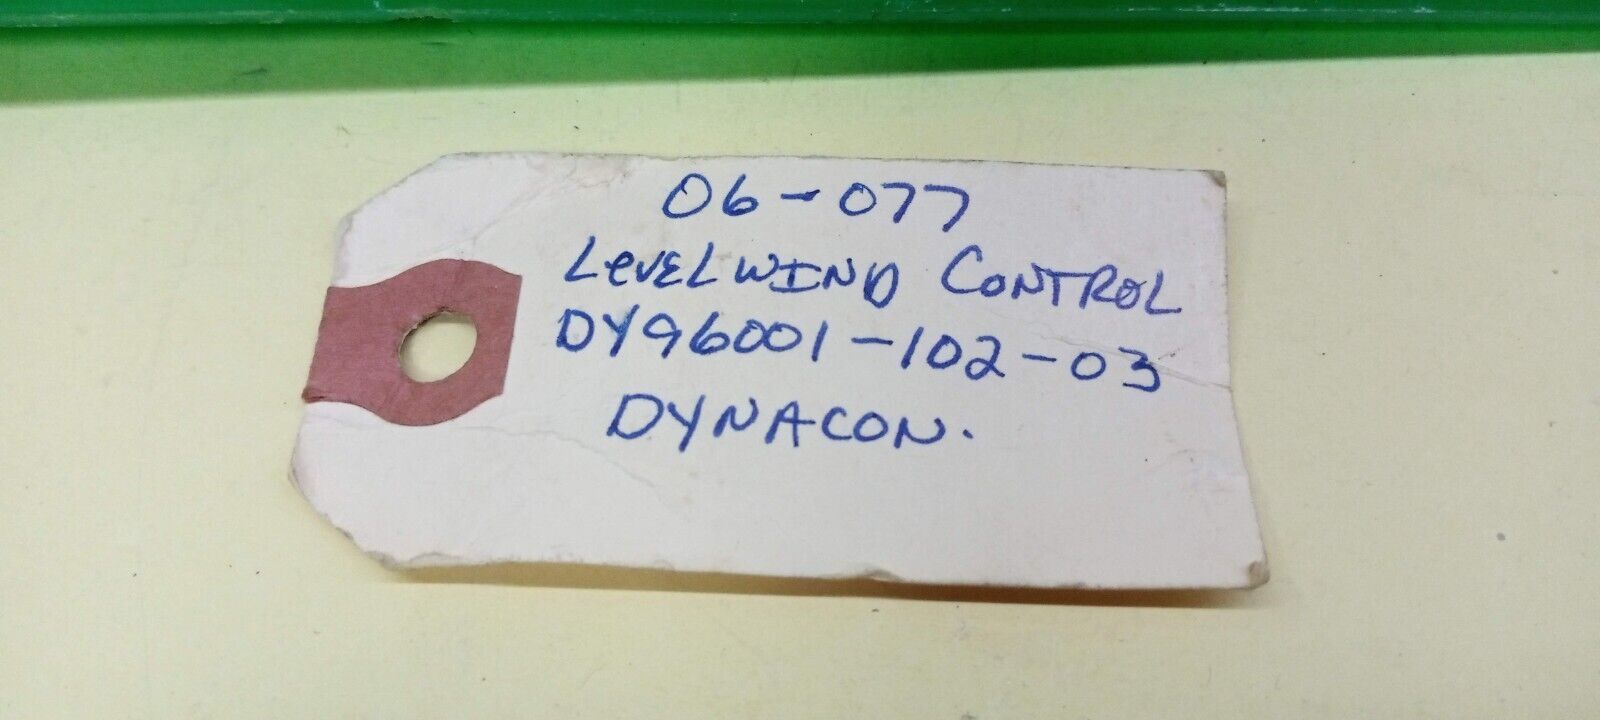 06-077
LeVELWIND CONTROL
DY96001-102-03
DYNACON.